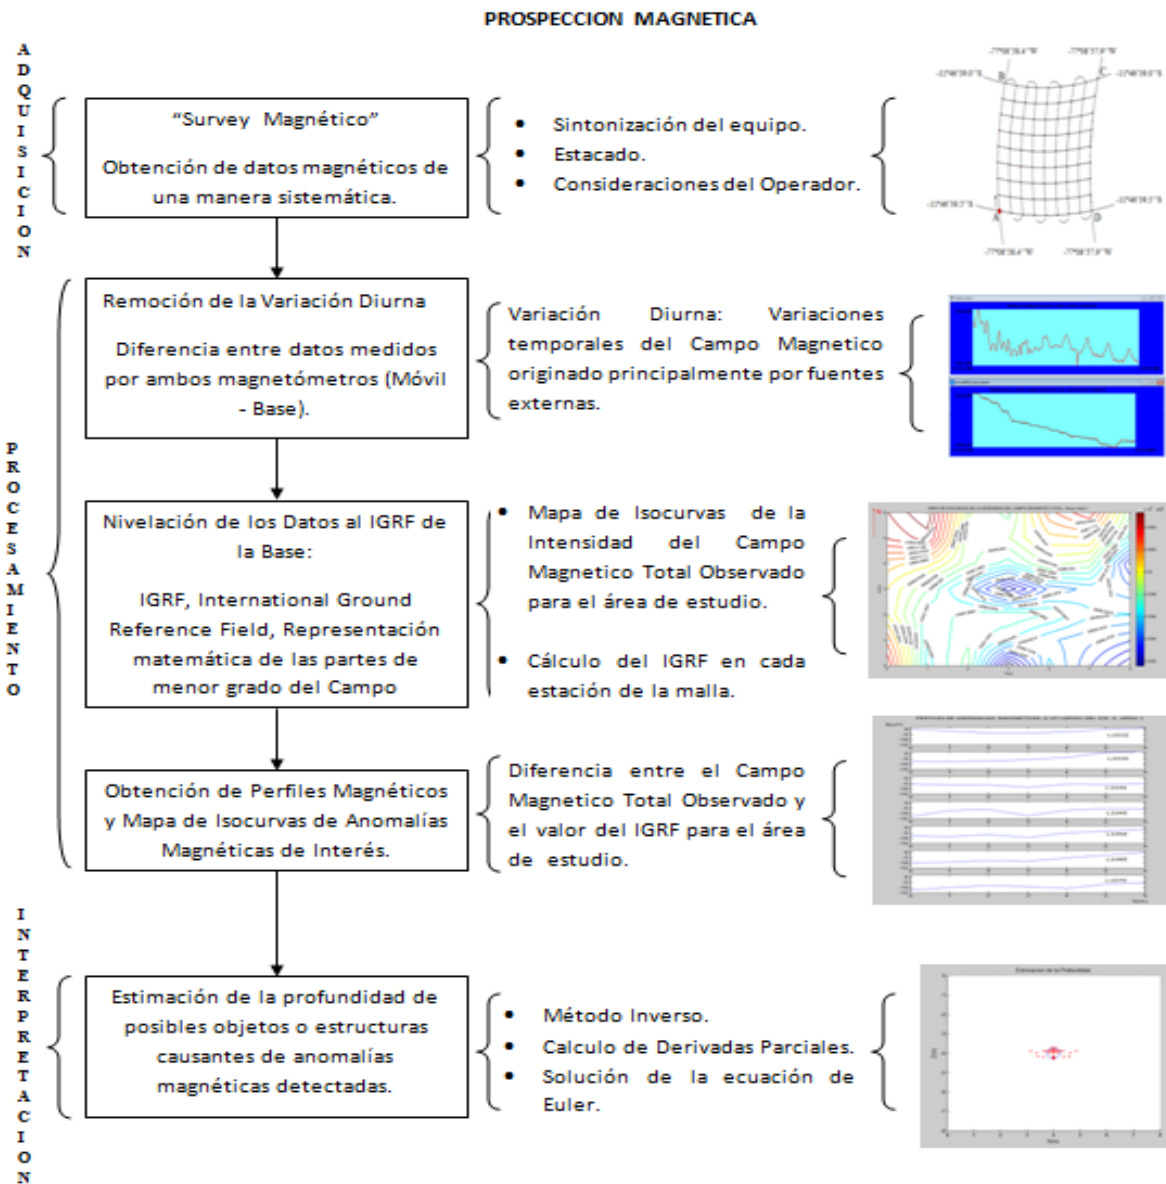 PROSPECCION MAGNETICA
ADQUISICION
"Survey Magnético"
Obtención de datos magnéticos de
una manera sistemática.
• Sintonización del equipo.
• Estacado.
• Consideraciones del Operador.
B
C
A
D
PROCESAMIENTO
Remoción de la Variación Diurna
Diferencia entre datos medidos
por ambos magnetómetros (Móvil
- Base).
Variación Diurna: Variaciones
temporales del Campo Magnetico
originado principalmente por fuentes
externas.
Nivelación de los Datos al IGRF de
la Base:
IGRF, International Ground
Reference Field, Representación
matemática de las partes de
menor grado del Campo
• Mapa de Isocurvas de la
Intensidad del Campo
Magnetico Total Observado
para el área de estudio.
• Cálculo del IGRF en cada
estación de la malla.
Obtención de Perfiles Magnéticos
y Mapa de Isocurvas de Anomalías
Magnéticas de Interés.
Diferencia entre el Campo
Magnetico Total Observado y
el valor del IGRF para el área
de estudio.
INTERPRETACION
Estimación de la profundidad de
posibles objetos o estructuras
causantes de anomalías
magnéticas detectadas.
• Método Inverso.
• Calculo de Derivadas Parciales.
• Solución de la ecuación de
Euler.
Estimacion de la Profundidad